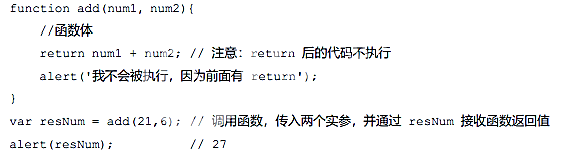 function add(num1, num2){
    //函数体
    return num1 + num2; // 注意：return 后的代码不执行
    alert('我不会被执行，因为前面有 return');
}
var resNum = add(21,6); // 调用函数，传入两个实参，并通过 resNum 接收函数返回值
alert(resNum);          // 27